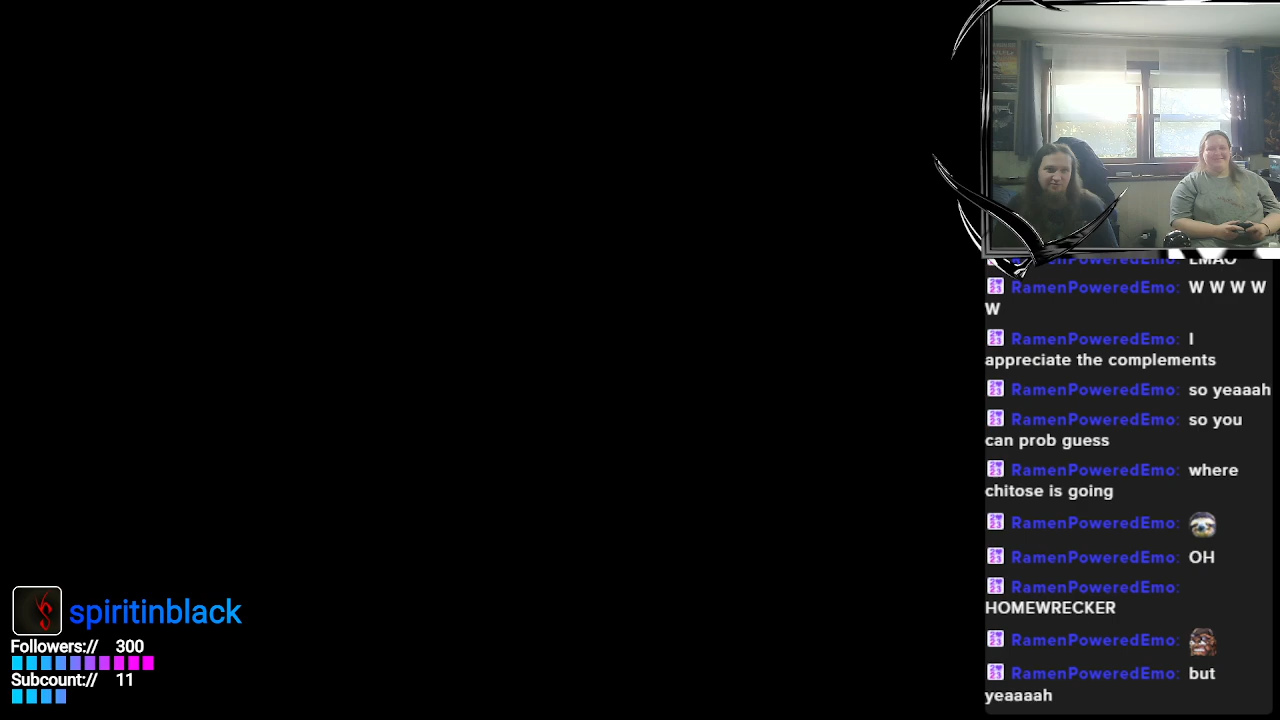 LMAO
RamenPoweredEmo: W W W W
W
RamenPoweredEmo: I
appreciate the complements
RamenPoweredEmo: so yeaaah
RamenPoweredEmo: so you
can prob guess
RamenPoweredEmo: where
chitose is going
RamenPoweredEmo:
RamenPoweredEmo: OH
RamenPoweredEmo:
HOMEWRECKER
RamenPoweredEmo:
RamenPoweredEmo: but
yeaaaah
spiritinblack
Followers:// 300
Subcount:// 11